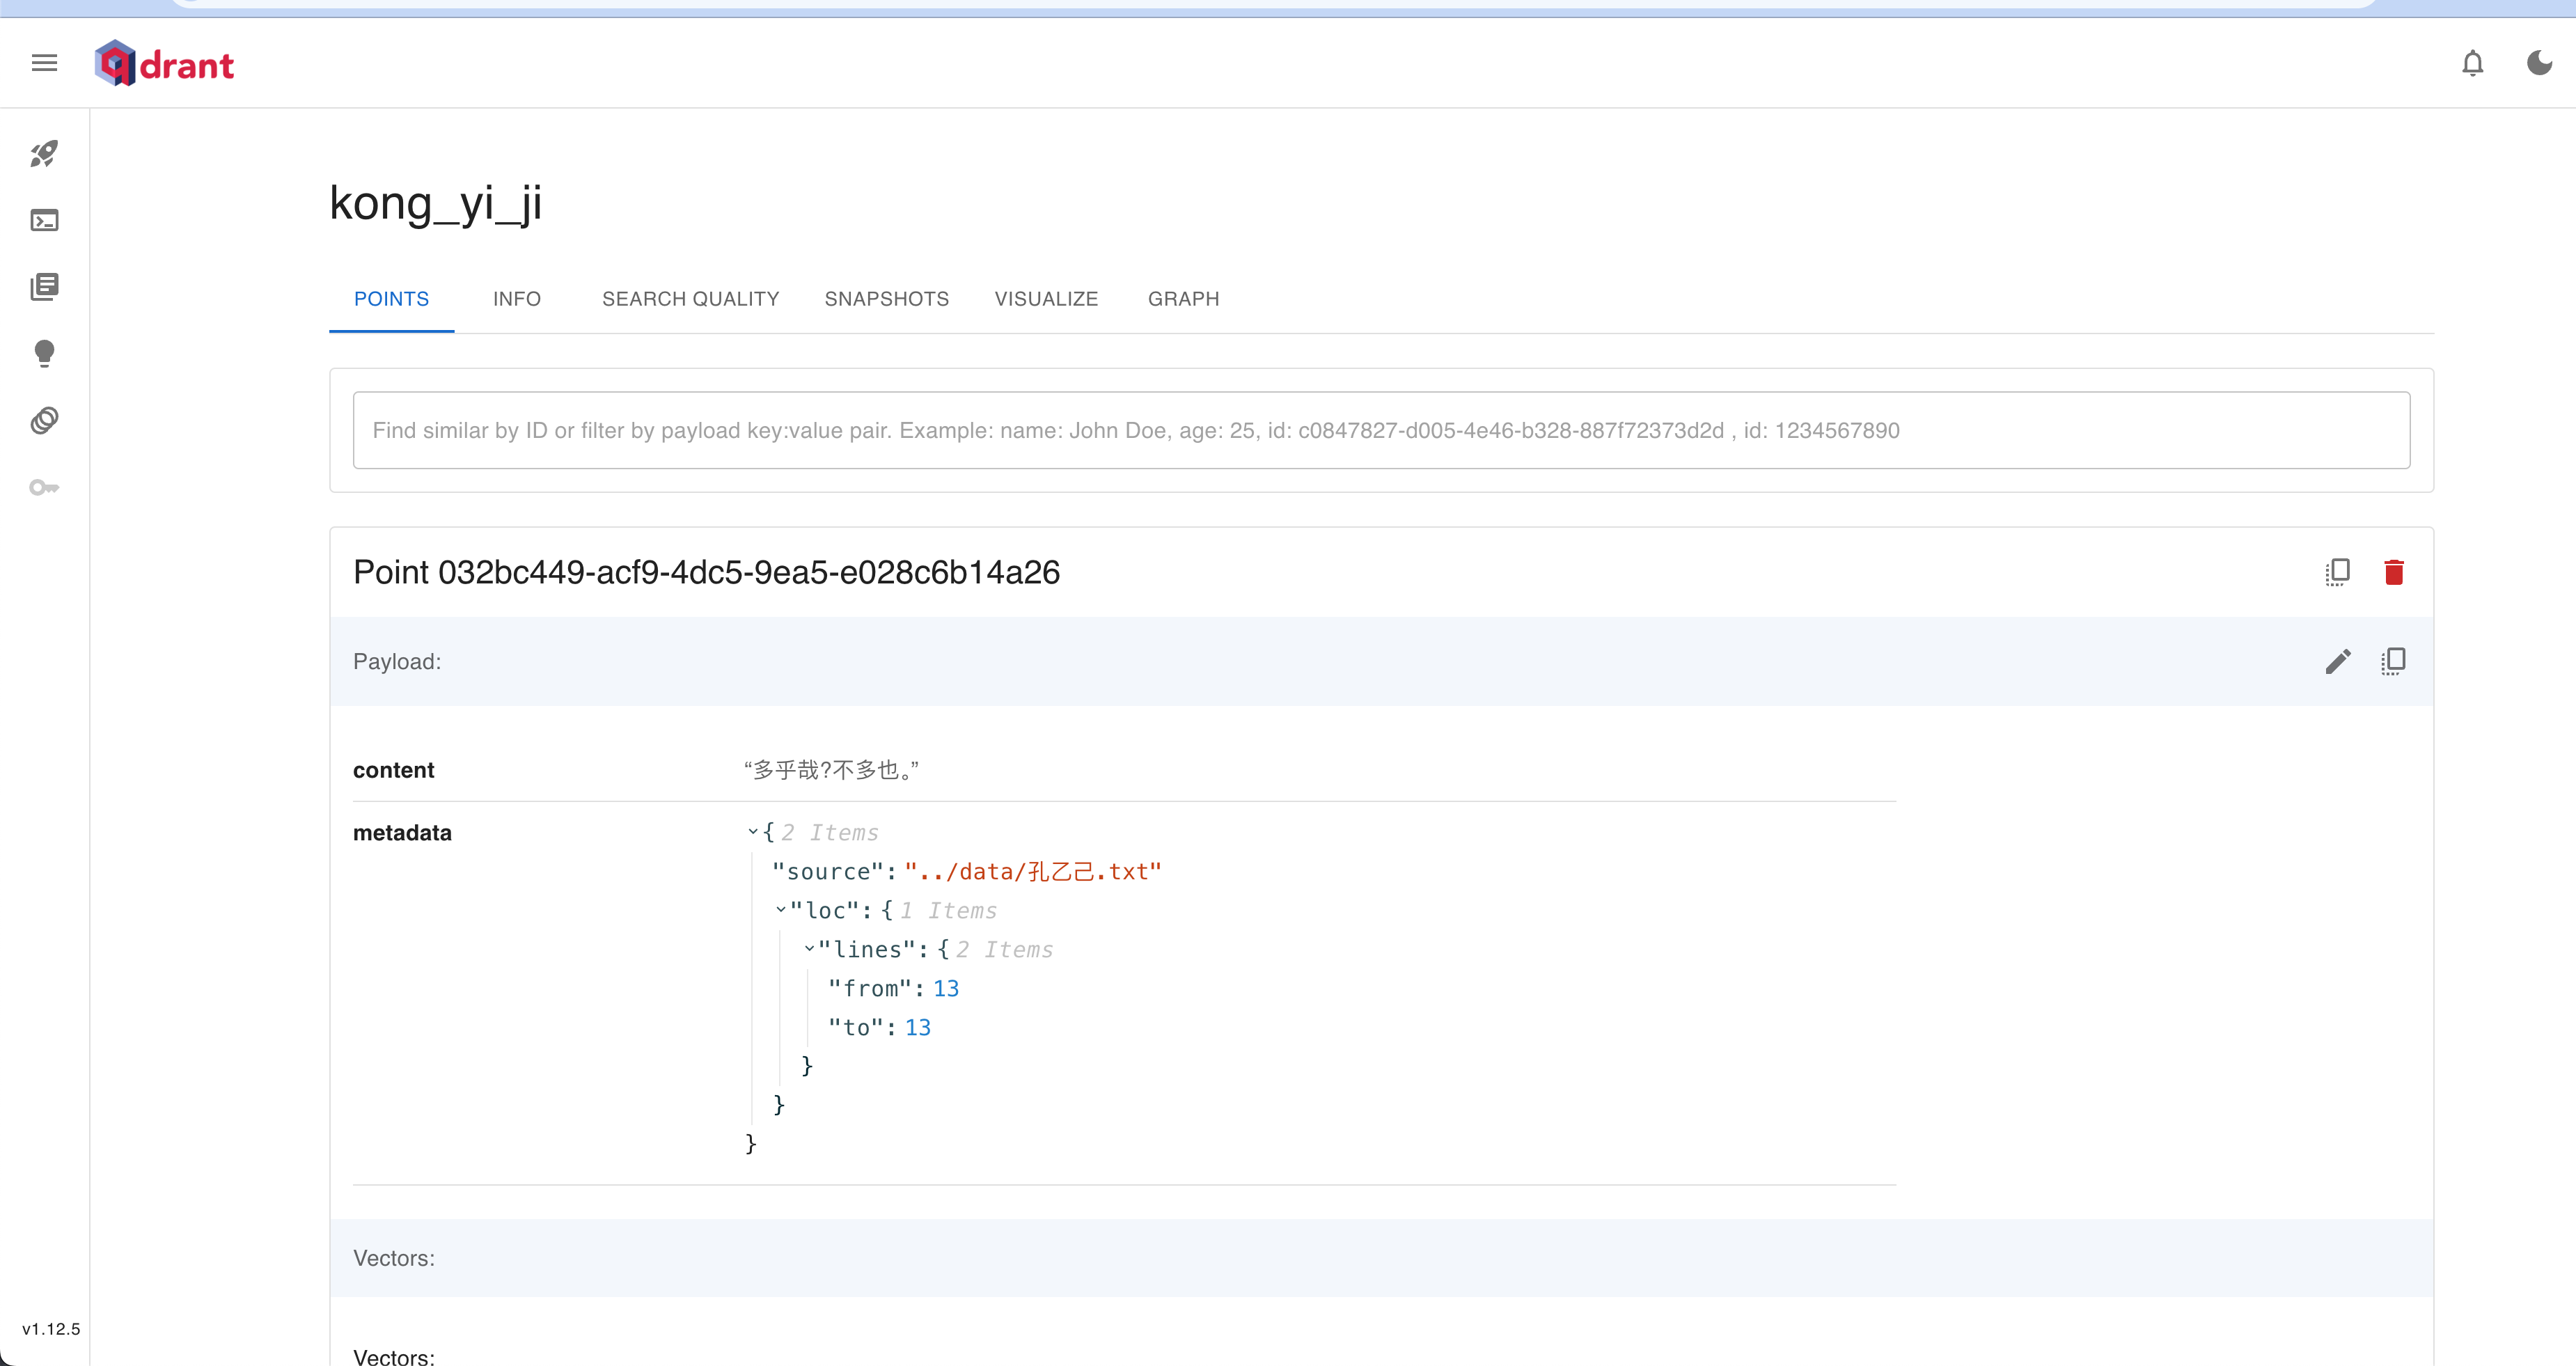 qdrant
kong_yi_ji
POINTS INFO SEARCH QUALITY SNAPSHOTS VISUALIZE GRAPH
Find similar by ID or filter by payload key:value pair. Example: name: John Doe, age: 25, id: c0847827-d005-4e46-b328-887f72373d2d , id: 1234567890
Point 032bc449-acf9-4dc5-9ea5-e028c6b14a26
Payload:
content “多乎哉?不多也。”
metadata { 2 Items
"source": "../data/孔乙己.txt"
"loc": { 1 Items
"lines": { 2 Items
"from": 13
"to": 13
}
}
}
Vectors:
v1.12.5
Vectors: